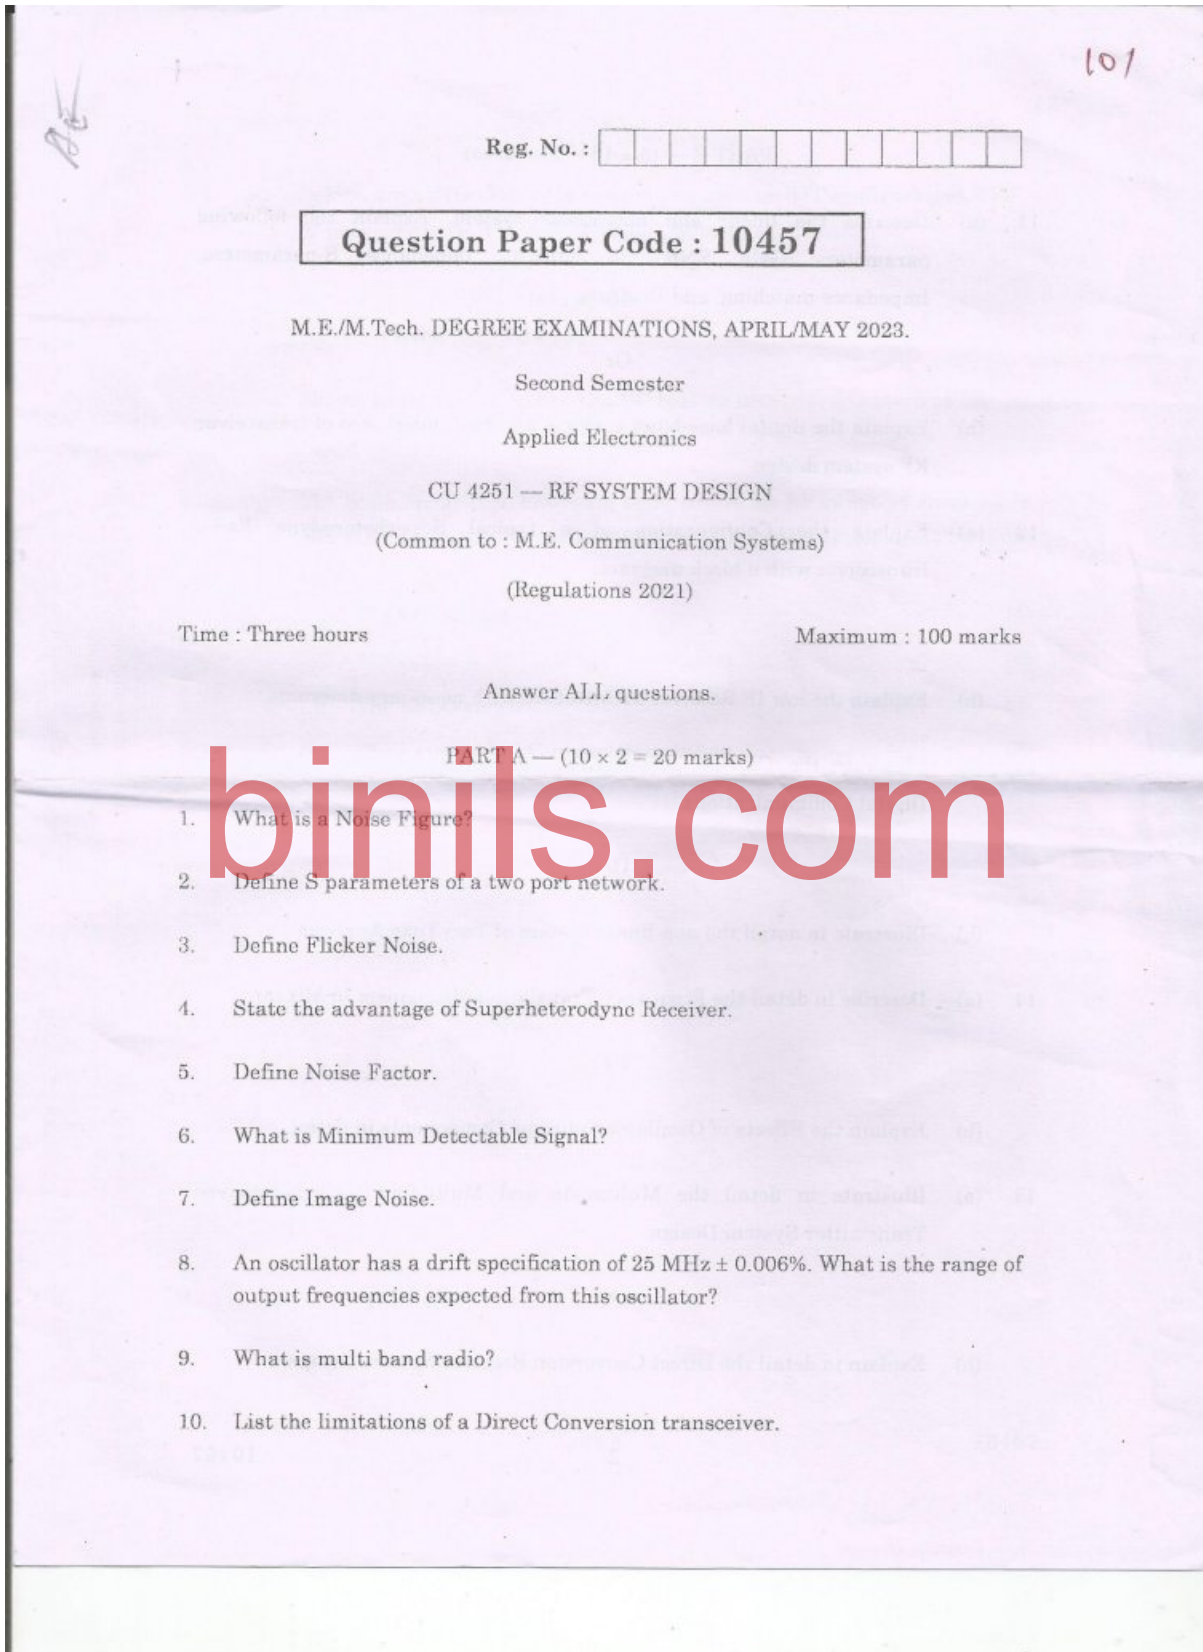 101
Reg. No. :
Question Paper Code : 10457
M.E./M.Tech. DEGREE EXAMINATIONS, APRIL/MAY 2023.
Second Semester
Applied Electronics
CU 4251 — RF SYSTEM DESIGN
(Common to : M.E. Communication Systems)
(Regulations 2021)
Time : Three hours Maximum : 100 marks
Answer ALL questions.
PART A — (10 × 2 = 20 marks)
binils.com
1. What is a Noise Figure?
2. Define S parameters of a two port network.
3. Define Flicker Noise.
4. State the advantage of Superheterodyne Receiver.
5. Define Noise Factor.
6. What is Minimum Detectable Signal?
7. Define Image Noise.
8. An oscillator has a drift specification of 25 MHz ± 0.006%. What is the range of
output frequencies expected from this oscillator?
9. What is multi band radio?
10. List the limitations of a Direct Conversion transceiver.